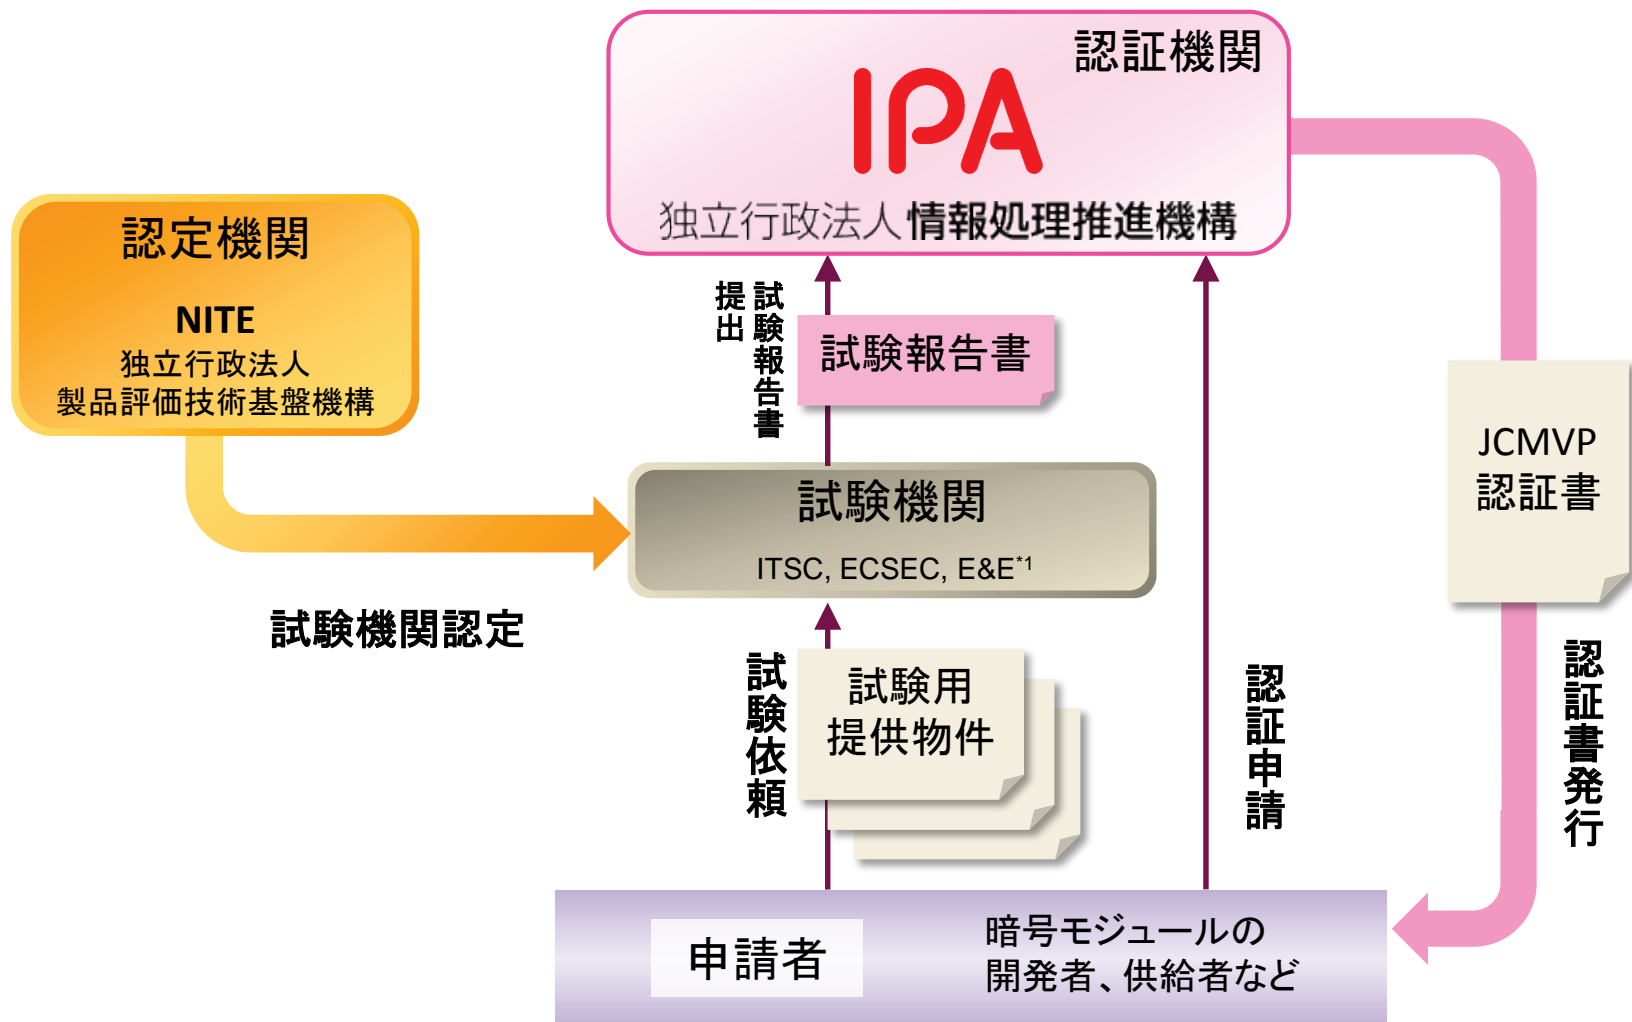 認証機関
IPA
独立行政法人情報処理推進機構
認定機関
NITE
独立行政法人
製品評価技術基盤機構
試験報告書
提出
試験報告書
JCMVP
認証書
試験機関
ITSC, ECSEC, E&E*1
試験機関認定
試験依頼
試験用
提供物件
認証申請
認証書発行
申請者
暗号モジュールの
開発者、供給者など